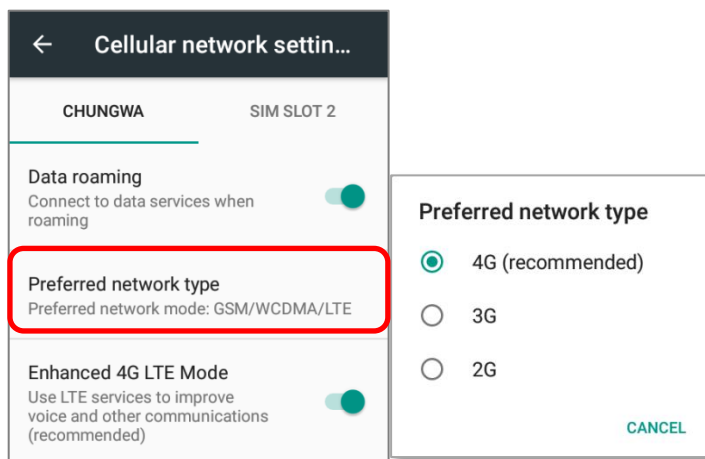 Cellular network settin...
CHUNGWA
SIM SLOT 2
Data roaming
Connect to data services when
roaming
Preferred network type
Preferred network mode: GSM/WCDMA/LTE
Enhanced 4G LTE Mode
Use LTE services to improve
voice and other communications
(recommended)
Preferred network type
4G (recommended)
3G
2G
CANCEL